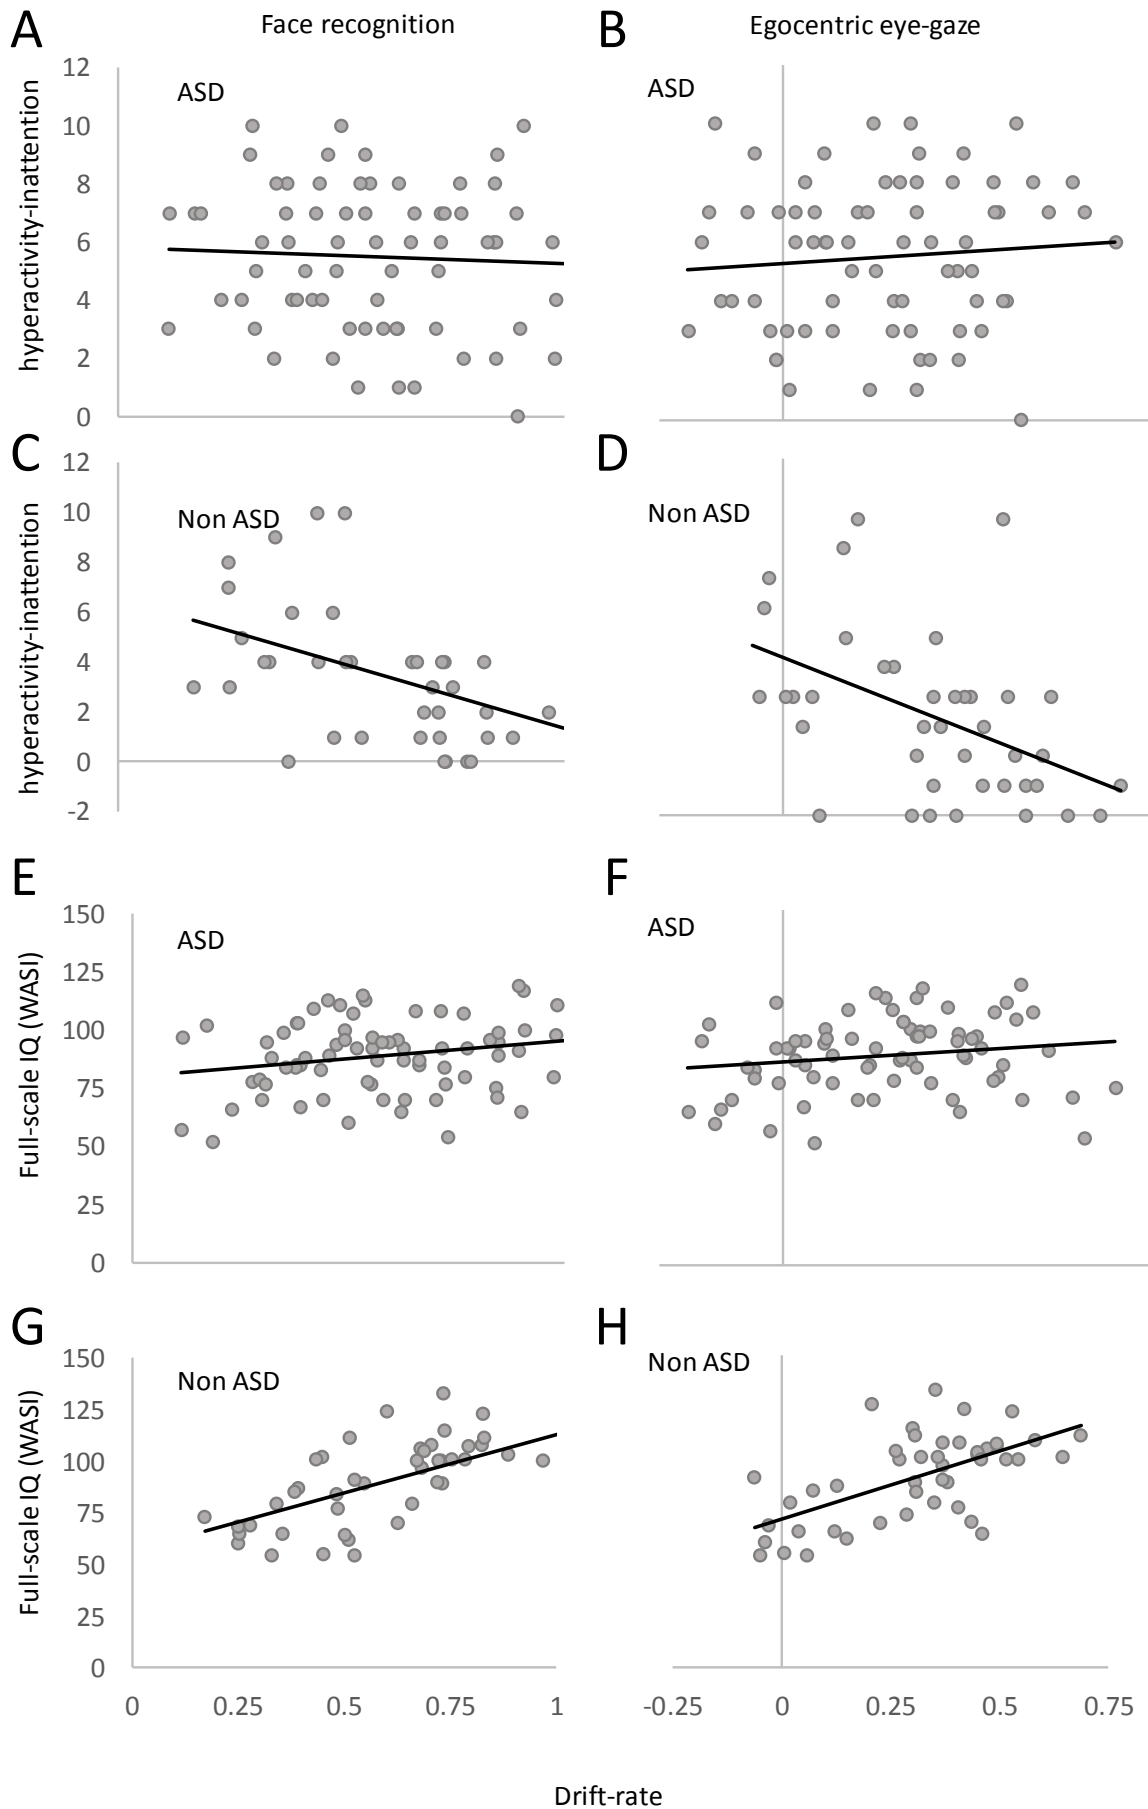 A Face recognition B Egocentric eye-gaze
hyperactivity-inattention
12
10
8
6
4
2
0
ASD
ASD
C D
hyperactivity-inattention
12
10
8
6
4
2
0
-2
Non ASD
Non ASD
E F
Full-scale IQ (WASI)
150
125
100
75
50
25
0
ASD
ASD
G H
Full-scale IQ (WASI)
150
125
100
75
50
25
0
Non ASD
Non ASD
0 0.25 0.5 0.75 1 -0.25 0 0.25 0.5 0.75
Drift-rate